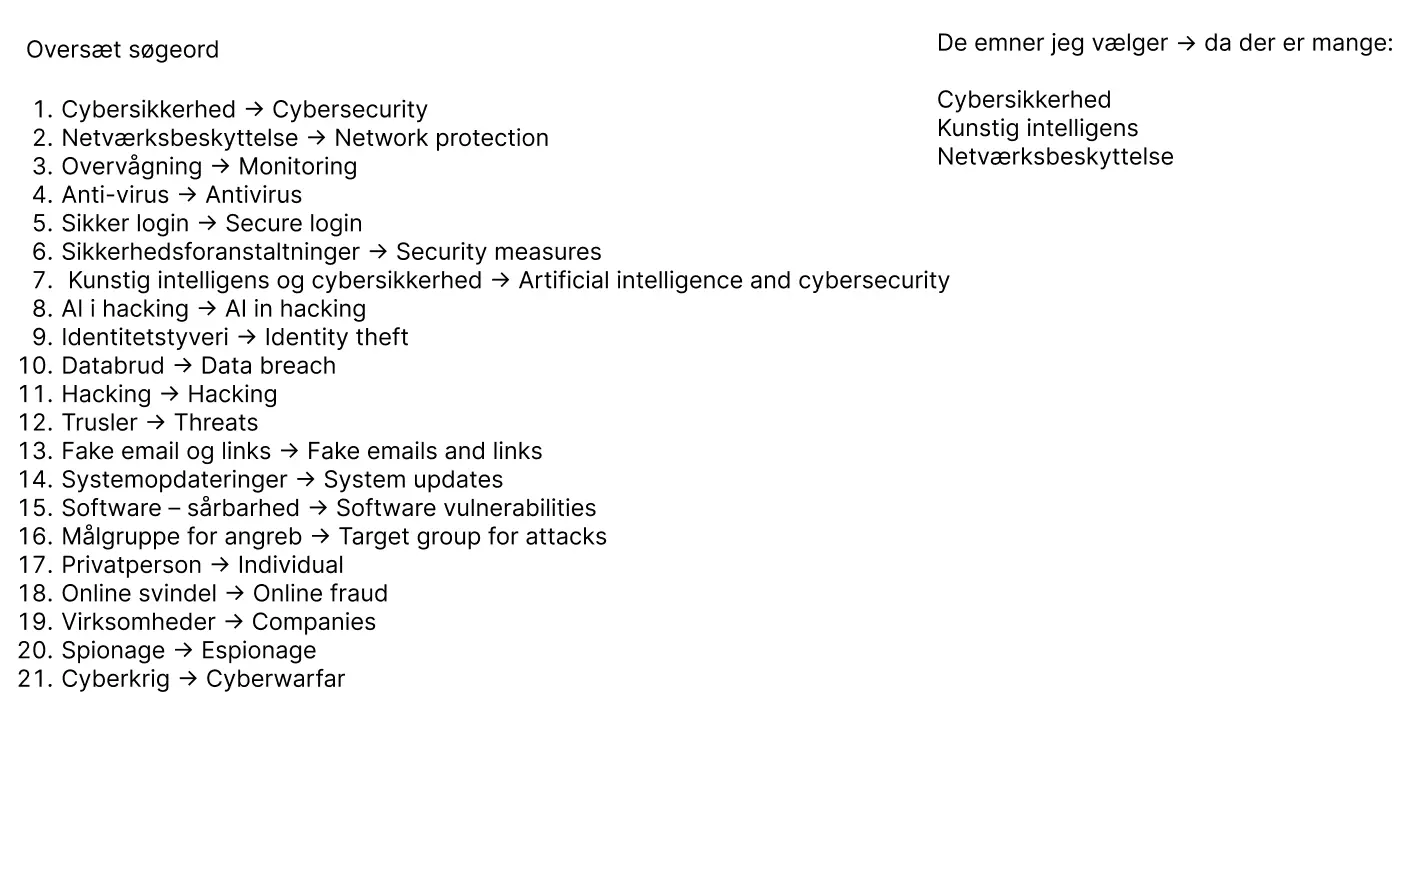 Oversæt søgeord
1. Cybersikkerhed → Cybersecurity
2. Netværksbeskyttelse → Network protection
3. Overvågning → Monitoring
4. Anti-virus → Antivirus
5. Sikker login → Secure login
6. Sikkerhedsforanstaltninger → Security measures
7. Kunstig intelligens og cybersikkerhed → Artificial intelligence and cybersecurity
8. AI i hacking → AI in hacking
9. Identitetstyveri → Identity theft
10. Databrud → Data breach
11. Hacking → Hacking
12. Trusler → Threats
13. Fake email og links → Fake emails and links
14. Systemopdateringer → System updates
15. Software – sårbarhed → Software vulnerabilities
16. Målgruppe for angreb → Target group for attacks
17. Privatperson → Individual
18. Online svindel → Online fraud
19. Virksomheder → Companies
20. Spionage → Espionage
21. Cyberkrig → Cyberwarfar
De emner jeg vælger → da der er mange:
Cybersikkerhed
Kunstig intelligens
Netværksbeskyttelse